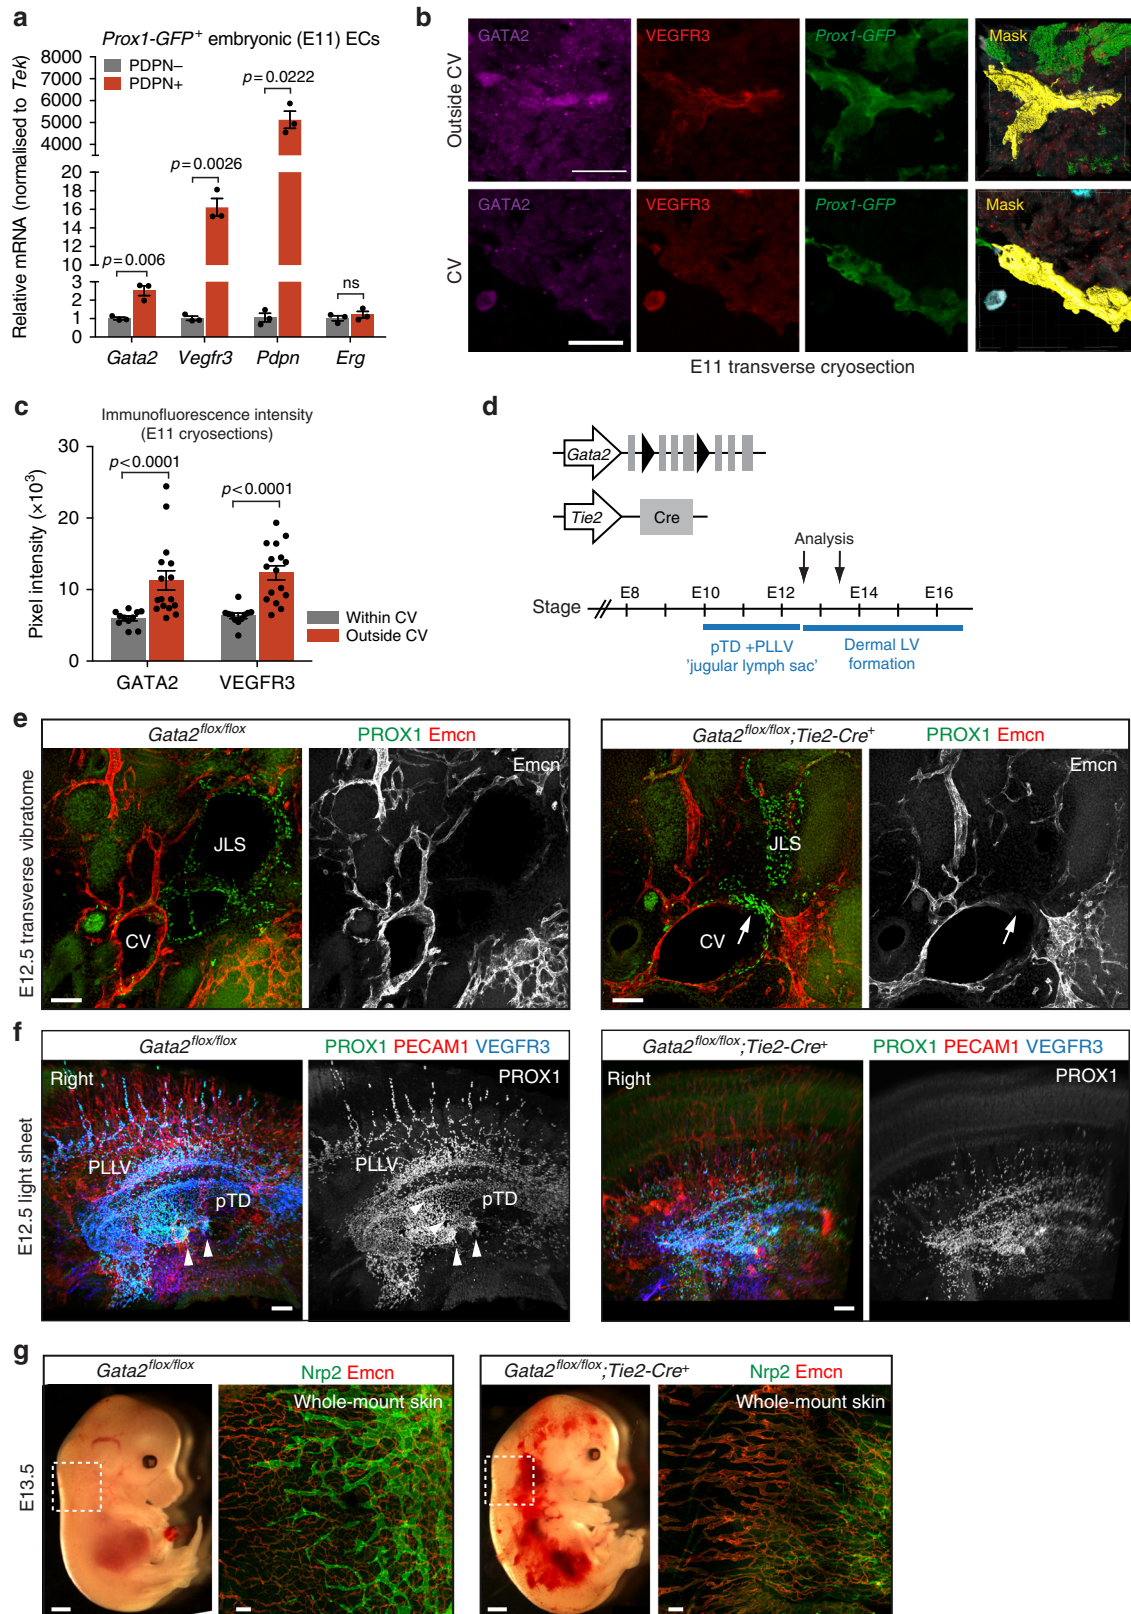 a
Prox1-GFP+ embryonic (E11) ECs
PDPN–
PDPN+
Relative mRNA (normalised to Tek)
8000
7000
6000
5000
4000
20
18
16
14
12
10
3
2
1
0
p=0.006
p=0.0026
p=0.0222
ns
Gata2
Vegfr3
Pdpn
Erg
b
Outside CV
GATA2
VEGFR3
Prox1-GFP
Mask
CV
GATA2
VEGFR3
Prox1-GFP
Mask
E11 transverse cryosection
c
Immunofluorescence intensity
(E11 cryosections)
Pixel intensity (×10³)
30
20
10
0
p<0.0001
p<0.0001
Within CV
Outside CV
GATA2
VEGFR3
d
Gata2
Tie2
Cre
Analysis
Stage
E8
E10
E12
E14
E16
pTD +PLLV
'jugular lymph sac'
Dermal LV
formation
e
E12.5 transverse vibratome
Gata2flox/flox
PROX1 Emcn
Emcn
JLS
CV
Gata2flox/flox;Tie2-Cre+
PROX1 Emcn
Emcn
JLS
CV
f
E12.5 light sheet
Gata2flox/flox
PROX1 PECAM1 VEGFR3
Right
PROX1
PLLV
pTD
PLLV
pTD
Gata2flox/flox;Tie2-Cre+
PROX1 PECAM1 VEGFR3
Right
PROX1
g
E13.5
Gata2flox/flox
Nrp2 Emcn
Whole-mount skin
Gata2flox/flox;Tie2-Cre+
Nrp2 Emcn
Whole-mount skin